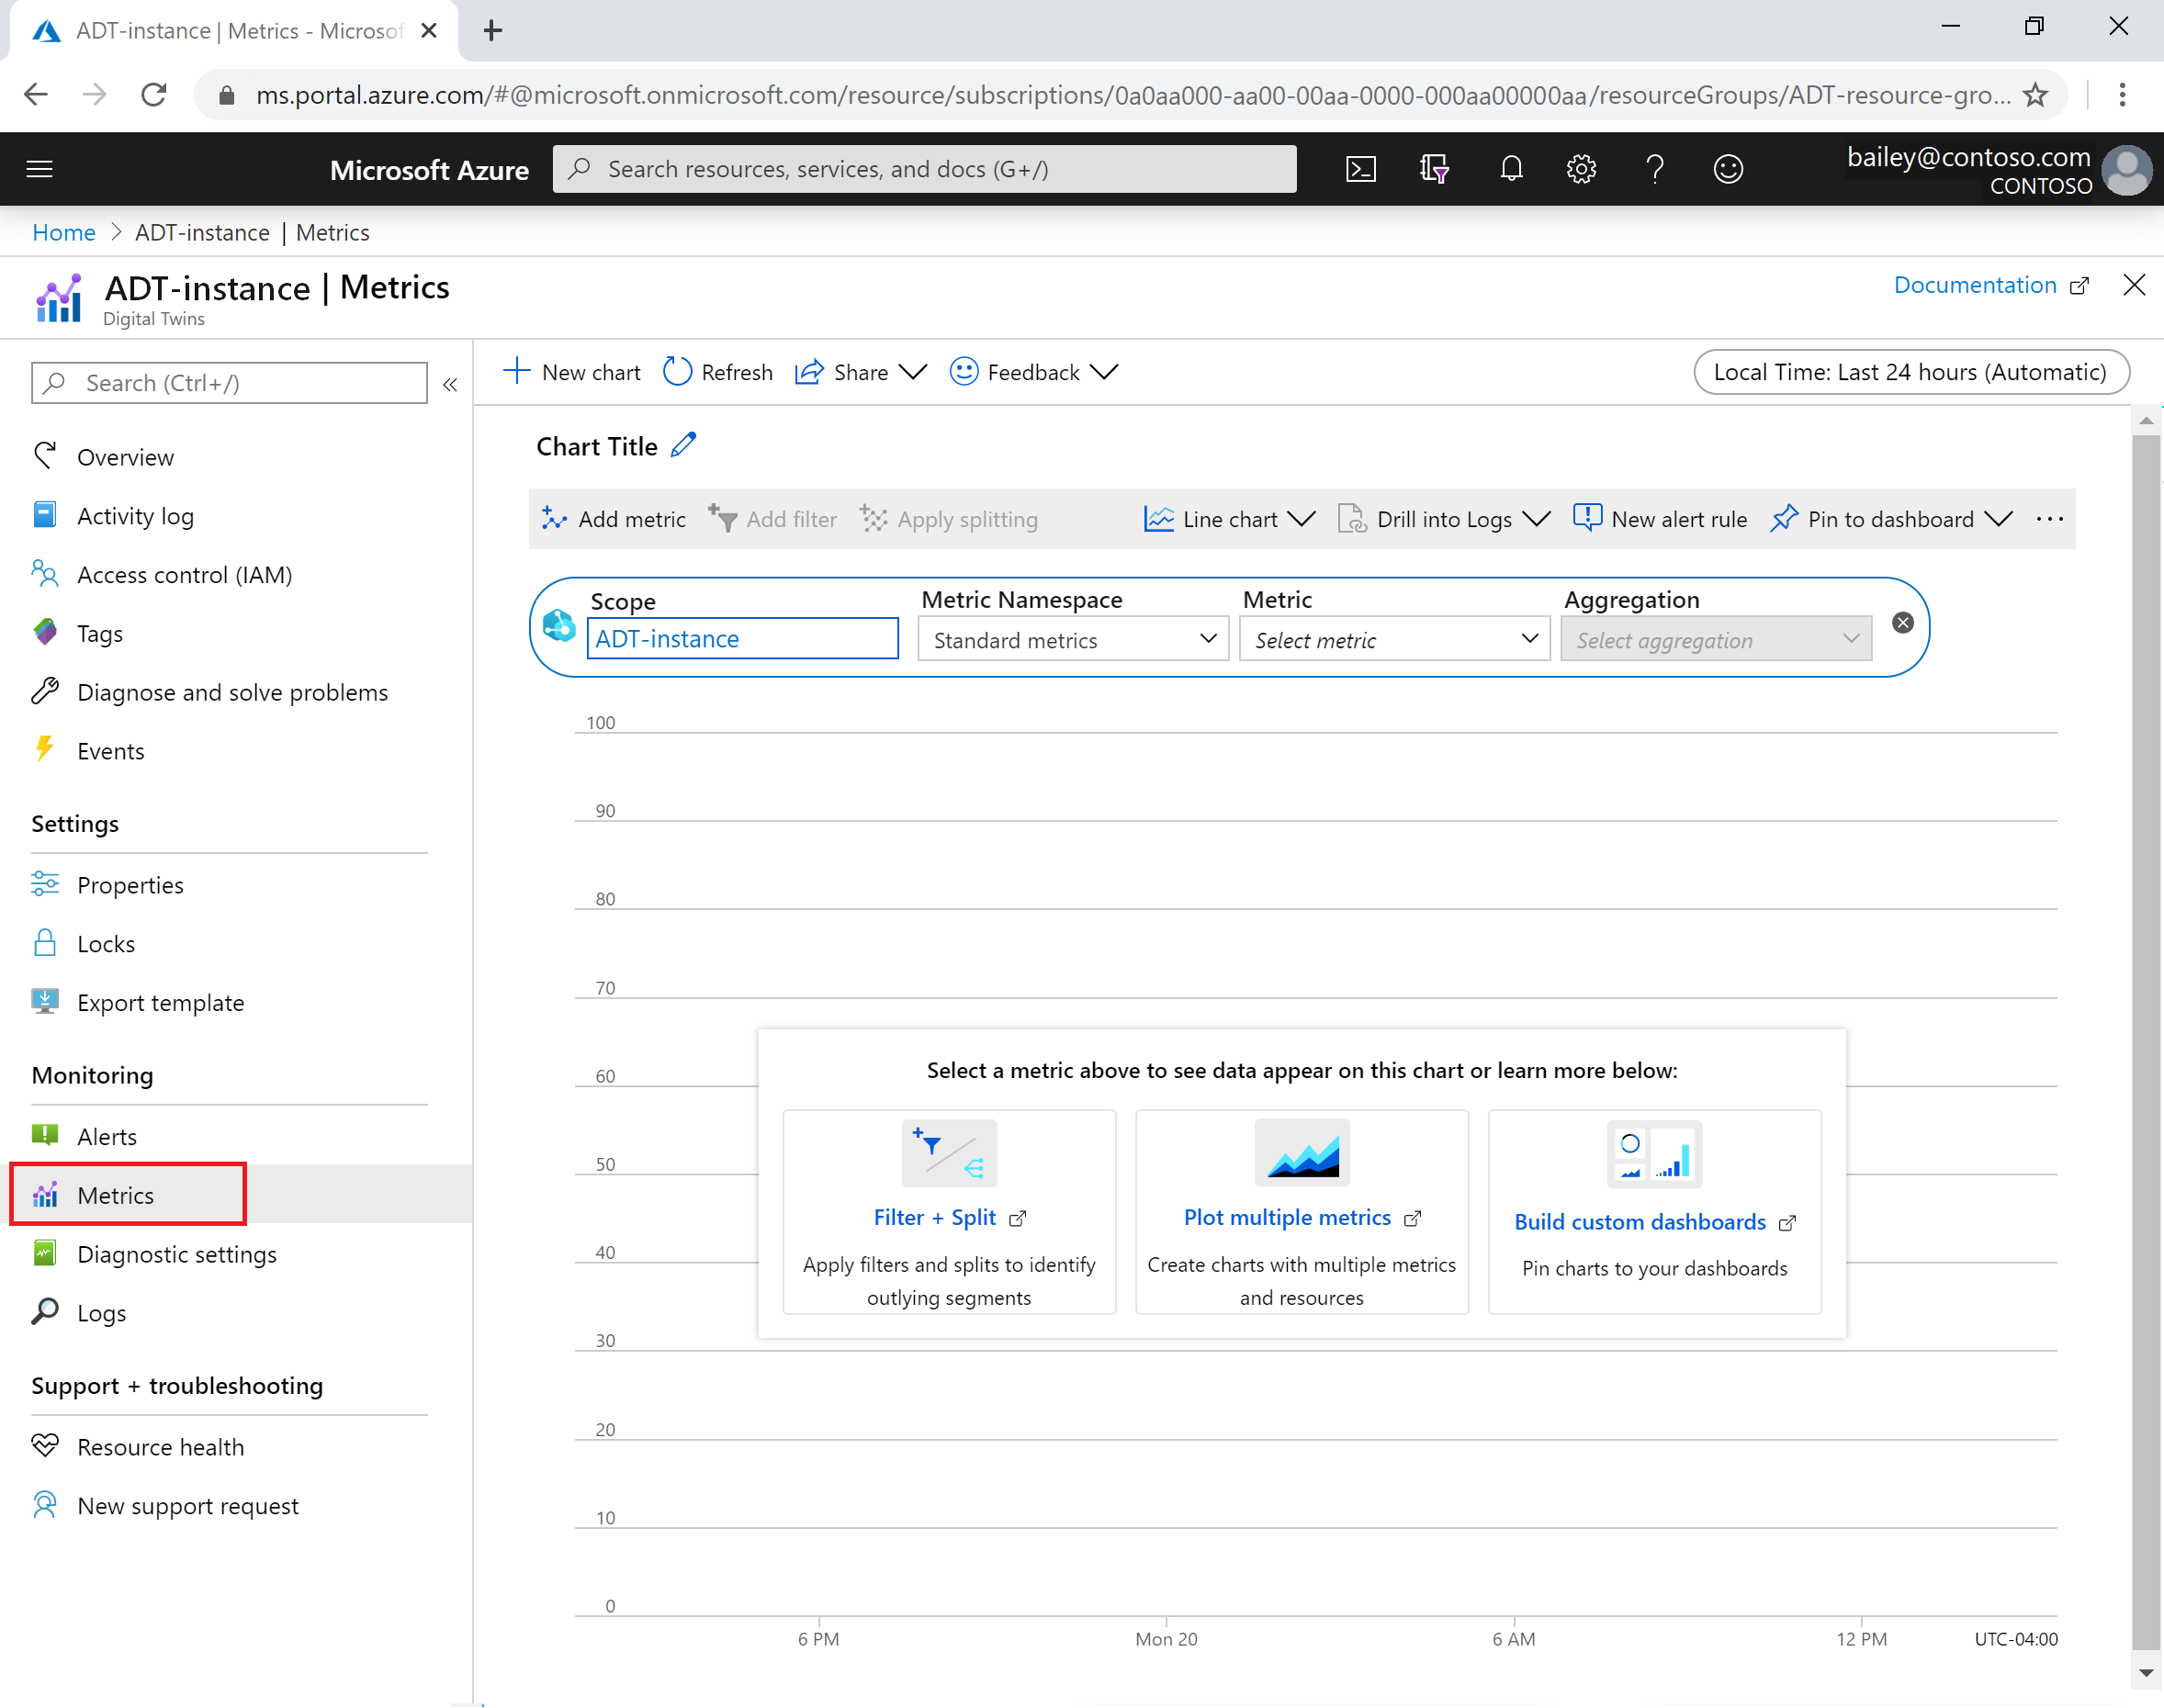 ADT-instance | Metrics - Microsof
ms.portal.azure.com/#@microsoft.onmicrosoft.com/resource/subscriptions/0a0aa000-aa00-00aa-0000-000aa00000aa/resourceGroups/ADT-resource-gro...
Microsoft Azure
Search resources, services, and docs (G+/)
bailey@contoso.com
CONTOSO
Home > ADT-instance | Metrics
ADT-instance | Metrics
Digital Twins
Documentation
Search (Ctrl+/)
«
Overview
Activity log
Access control (IAM)
Tags
Diagnose and solve problems
Events
Settings
Properties
Locks
Export template
Monitoring
Alerts
Metrics
Diagnostic settings
Logs
Support + troubleshooting
Resource health
New support request
New chart Refresh Share Feedback
Local Time: Last 24 hours (Automatic)
Chart Title
Add metric Add filter Apply splitting Line chart Drill into Logs New alert rule Pin to dashboard ...
Scope Metric Namespace Metric Aggregation
ADT-instance Standard metrics Select metric Select aggregation
100
90
80
70
60
50
40
30
20
10
0
Select a metric above to see data appear on this chart or learn more below:
Filter + Split
Apply filters and splits to identify
outlying segments
Plot multiple metrics
Create charts with multiple metrics
and resources
Build custom dashboards
Pin charts to your dashboards
6 PM Mon 20 6 AM 12 PM UTC-04:00